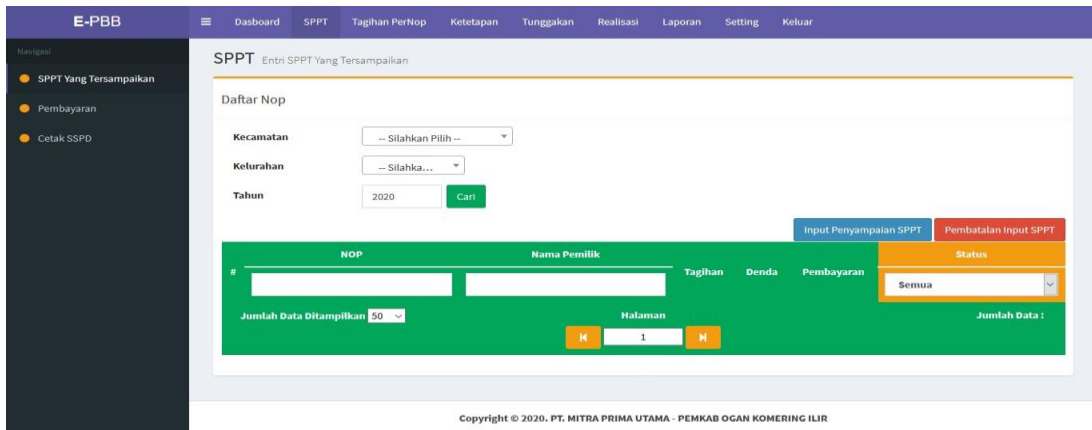 E-PBB
Dasboard SPPT Tagihan PerNop Ketetapan Tunggakan Realisasi Laporan Setting Keluar
Navigasi
SPPT Yang Tersampaikan
Pembayaran
Cetak SSPD
SPPT Entri SPPT Yang Tersampaikan
Daftar Nop
Kecamatan -- Silahkan Pilih --
Kelurahan -- Silahka...
Tahun 2020 Cari
Input Penyampaian SPPT Pembatalan Input SPPT
# NOP Nama Pemilik Tagihan Denda Pembayaran Status
Semua
Jumlah Data Ditampilkan 50 Halaman Jumlah Data :
1
Copyright © 2020. PT. MITRA PRIMA UTAMA - PEMKAB OGAN KOMERING ILIR